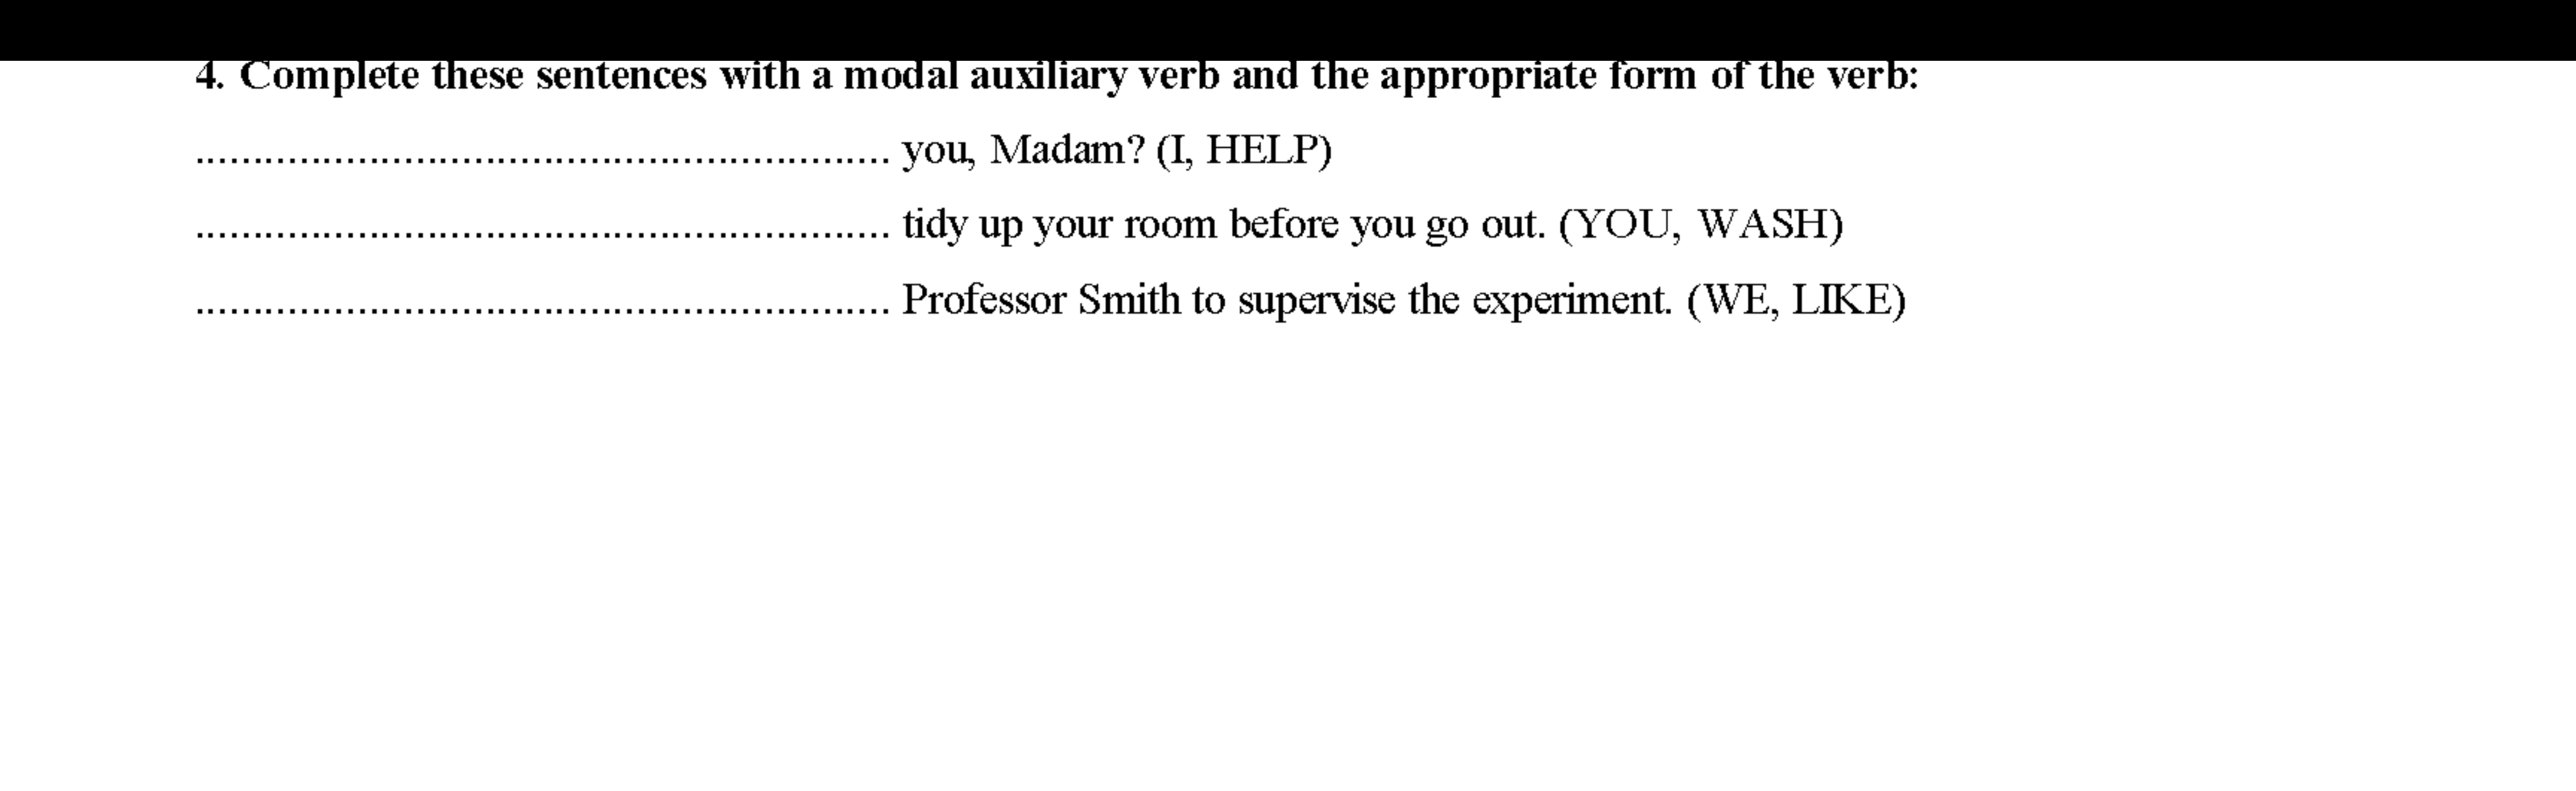 4. Complete these sentences with a modal auxiliary verb and the appropriate form of the verb:
............................................................ you, Madam? (I, HELP)
............................................................ tidy up your room before you go out. (YOU, WASH)
............................................................ Professor Smith to supervise the experiment. (WE, LIKE)